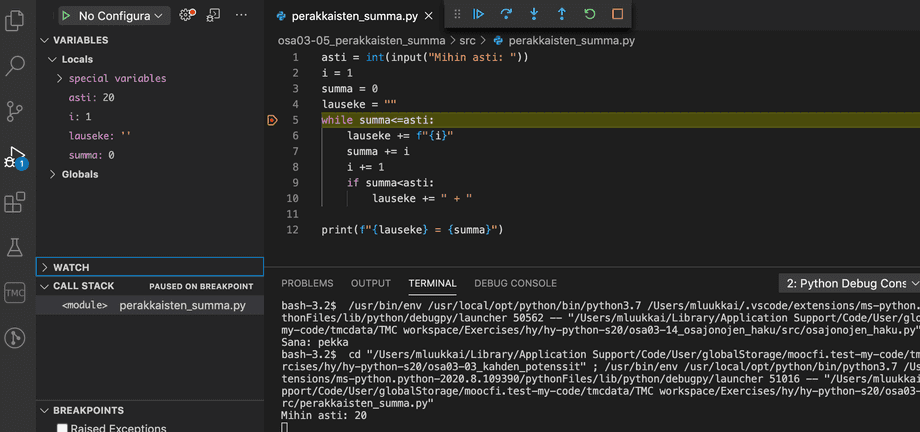 No Configura
VARIABLES
Locals
special variables
asti: 20
i: 1
lauseke: ''
summa: 0
Globals
WATCH
CALL STACK PAUSED ON BREAKPOINT
<module> perakkaisten_summa.py
BREAKPOINTS
Raised Exceptions
1
TMC
perakkaisten_summa.py
osa03-05_perakkaisten_summa > src > perakkaisten_summa.py
1 asti = int(input("Mihin asti: "))
2 i = 1
3 summa = 0
4 lauseke = ""
5 while summa<=asti:
6 lauseke += f"{i}"
7 summa += i
8 i += 1
9 if summa<asti:
10 lauseke += " + "
11
12 print(f"{lauseke} = {summa}")
PROBLEMS OUTPUT TERMINAL DEBUG CONSOLE 2: Python Debug Cons
bash-3.2$ /usr/bin/env /usr/local/opt/python/bin/python3.7 /Users/mluukkai/.vscode/extensions/ms-python.
thonFiles/lib/python/debugpy/launcher 50562 -- "/Users/mluukkai/Library/Application Support/Code/User/glo
my-code/tmcdata/TMC workspace/Exercises/hy/hy-python-s20/osa03-14_osajonojen_haku/src/osajonojen_haku.py"
Sana: pekka
bash-3.2$ cd "/Users/mluukkai/Library/Application Support/Code/User/globalStorage/moocfi.test-my-code/tm
rcises/hy/hy-python-s20/osa03-03_kahden_potenssit" ; /usr/bin/env /usr/local/opt/python/bin/python3.7 /Us
tensions/ms-python.python-2020.8.109390/pythonFiles/lib/python/debugpy/launcher 51016 -- "/Users/mluukkai
pport/Code/User/globalStorage/moocfi.test-my-code/tmcdata/TMC workspace/Exercises/hy/hy-python-s20/osa03-
rc/perakkaisten_summa.py"
Mihin asti: 20